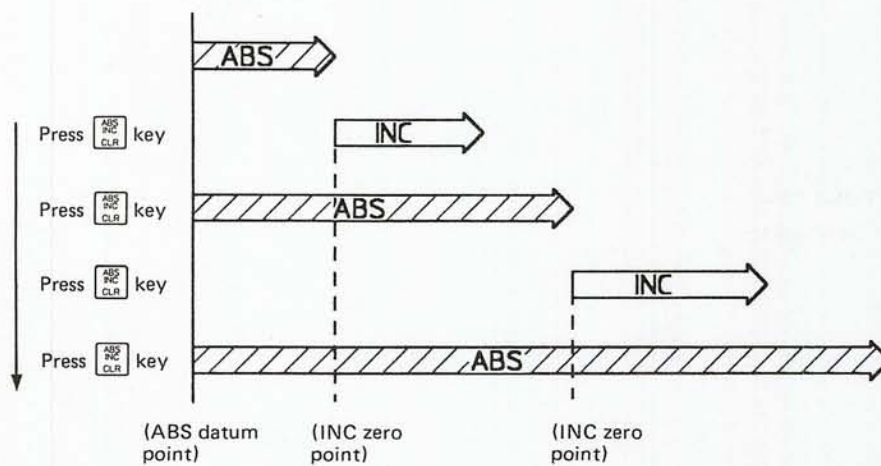 ABS
Press ABS INC CLR key
INC
Press ABS INC CLR key
ABS
Press ABS INC CLR key
INC
Press ABS INC CLR key
ABS
(ABS datum point)
(INC zero point)
(INC zero point)